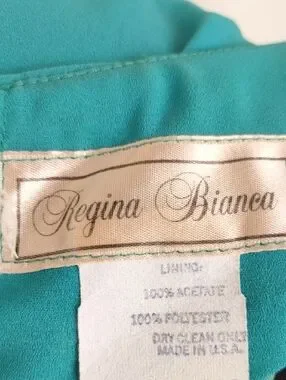 Regina Bianca
LINING:
100% ACETATE
100% POLYESTER
DRY CLEAN ONLY
MADE IN U.S.A.